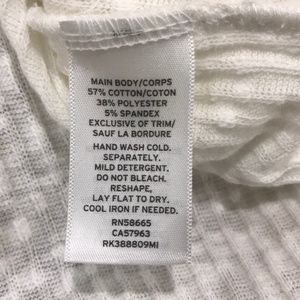 MAIN BODY/CORPS
57% COTTON/COTON
38% POLYESTER
5% SPANDEX
EXCLUSIVE OF TRIM/
SAUF LA BORDURE
HAND WASH COLD.
SEPARATELY.
MILD DETERGENT.
DO NOT BLEACH.
RESHAPE,
LAY FLAT TO DRY.
COOL IRON IF NEEDED.
RN58665
CA57963
RK388809MI